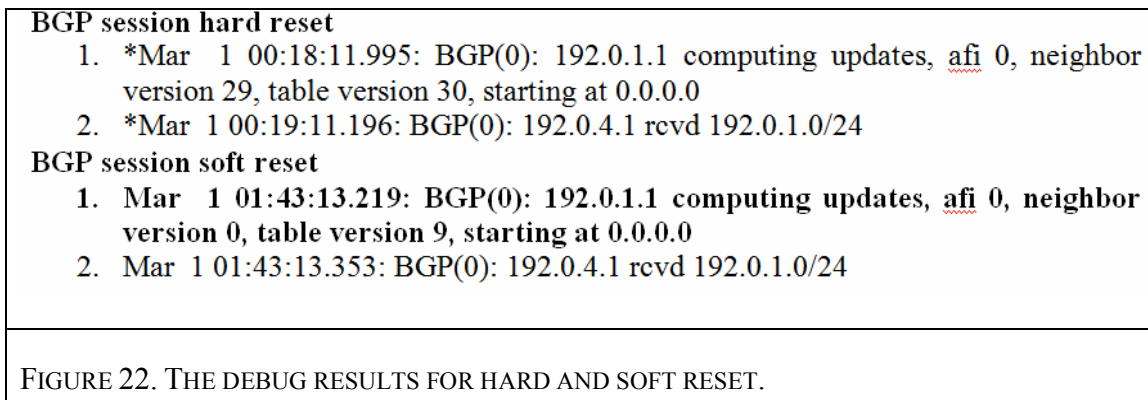 BGP session hard reset
1. *Mar 1 00:18:11.995: BGP(0): 192.0.1.1 computing updates, afi 0, neighbor
version 29, table version 30, starting at 0.0.0.0
2. *Mar 1 00:19:11.196: BGP(0): 192.0.4.1 rcvd 192.0.1.0/24
BGP session soft reset
1. Mar 1 01:43:13.219: BGP(0): 192.0.1.1 computing updates, afi 0, neighbor
version 0, table version 9, starting at 0.0.0.0
2. Mar 1 01:43:13.353: BGP(0): 192.0.4.1 rcvd 192.0.1.0/24
FIGURE 22. THE DEBUG RESULTS FOR HARD AND SOFT RESET.